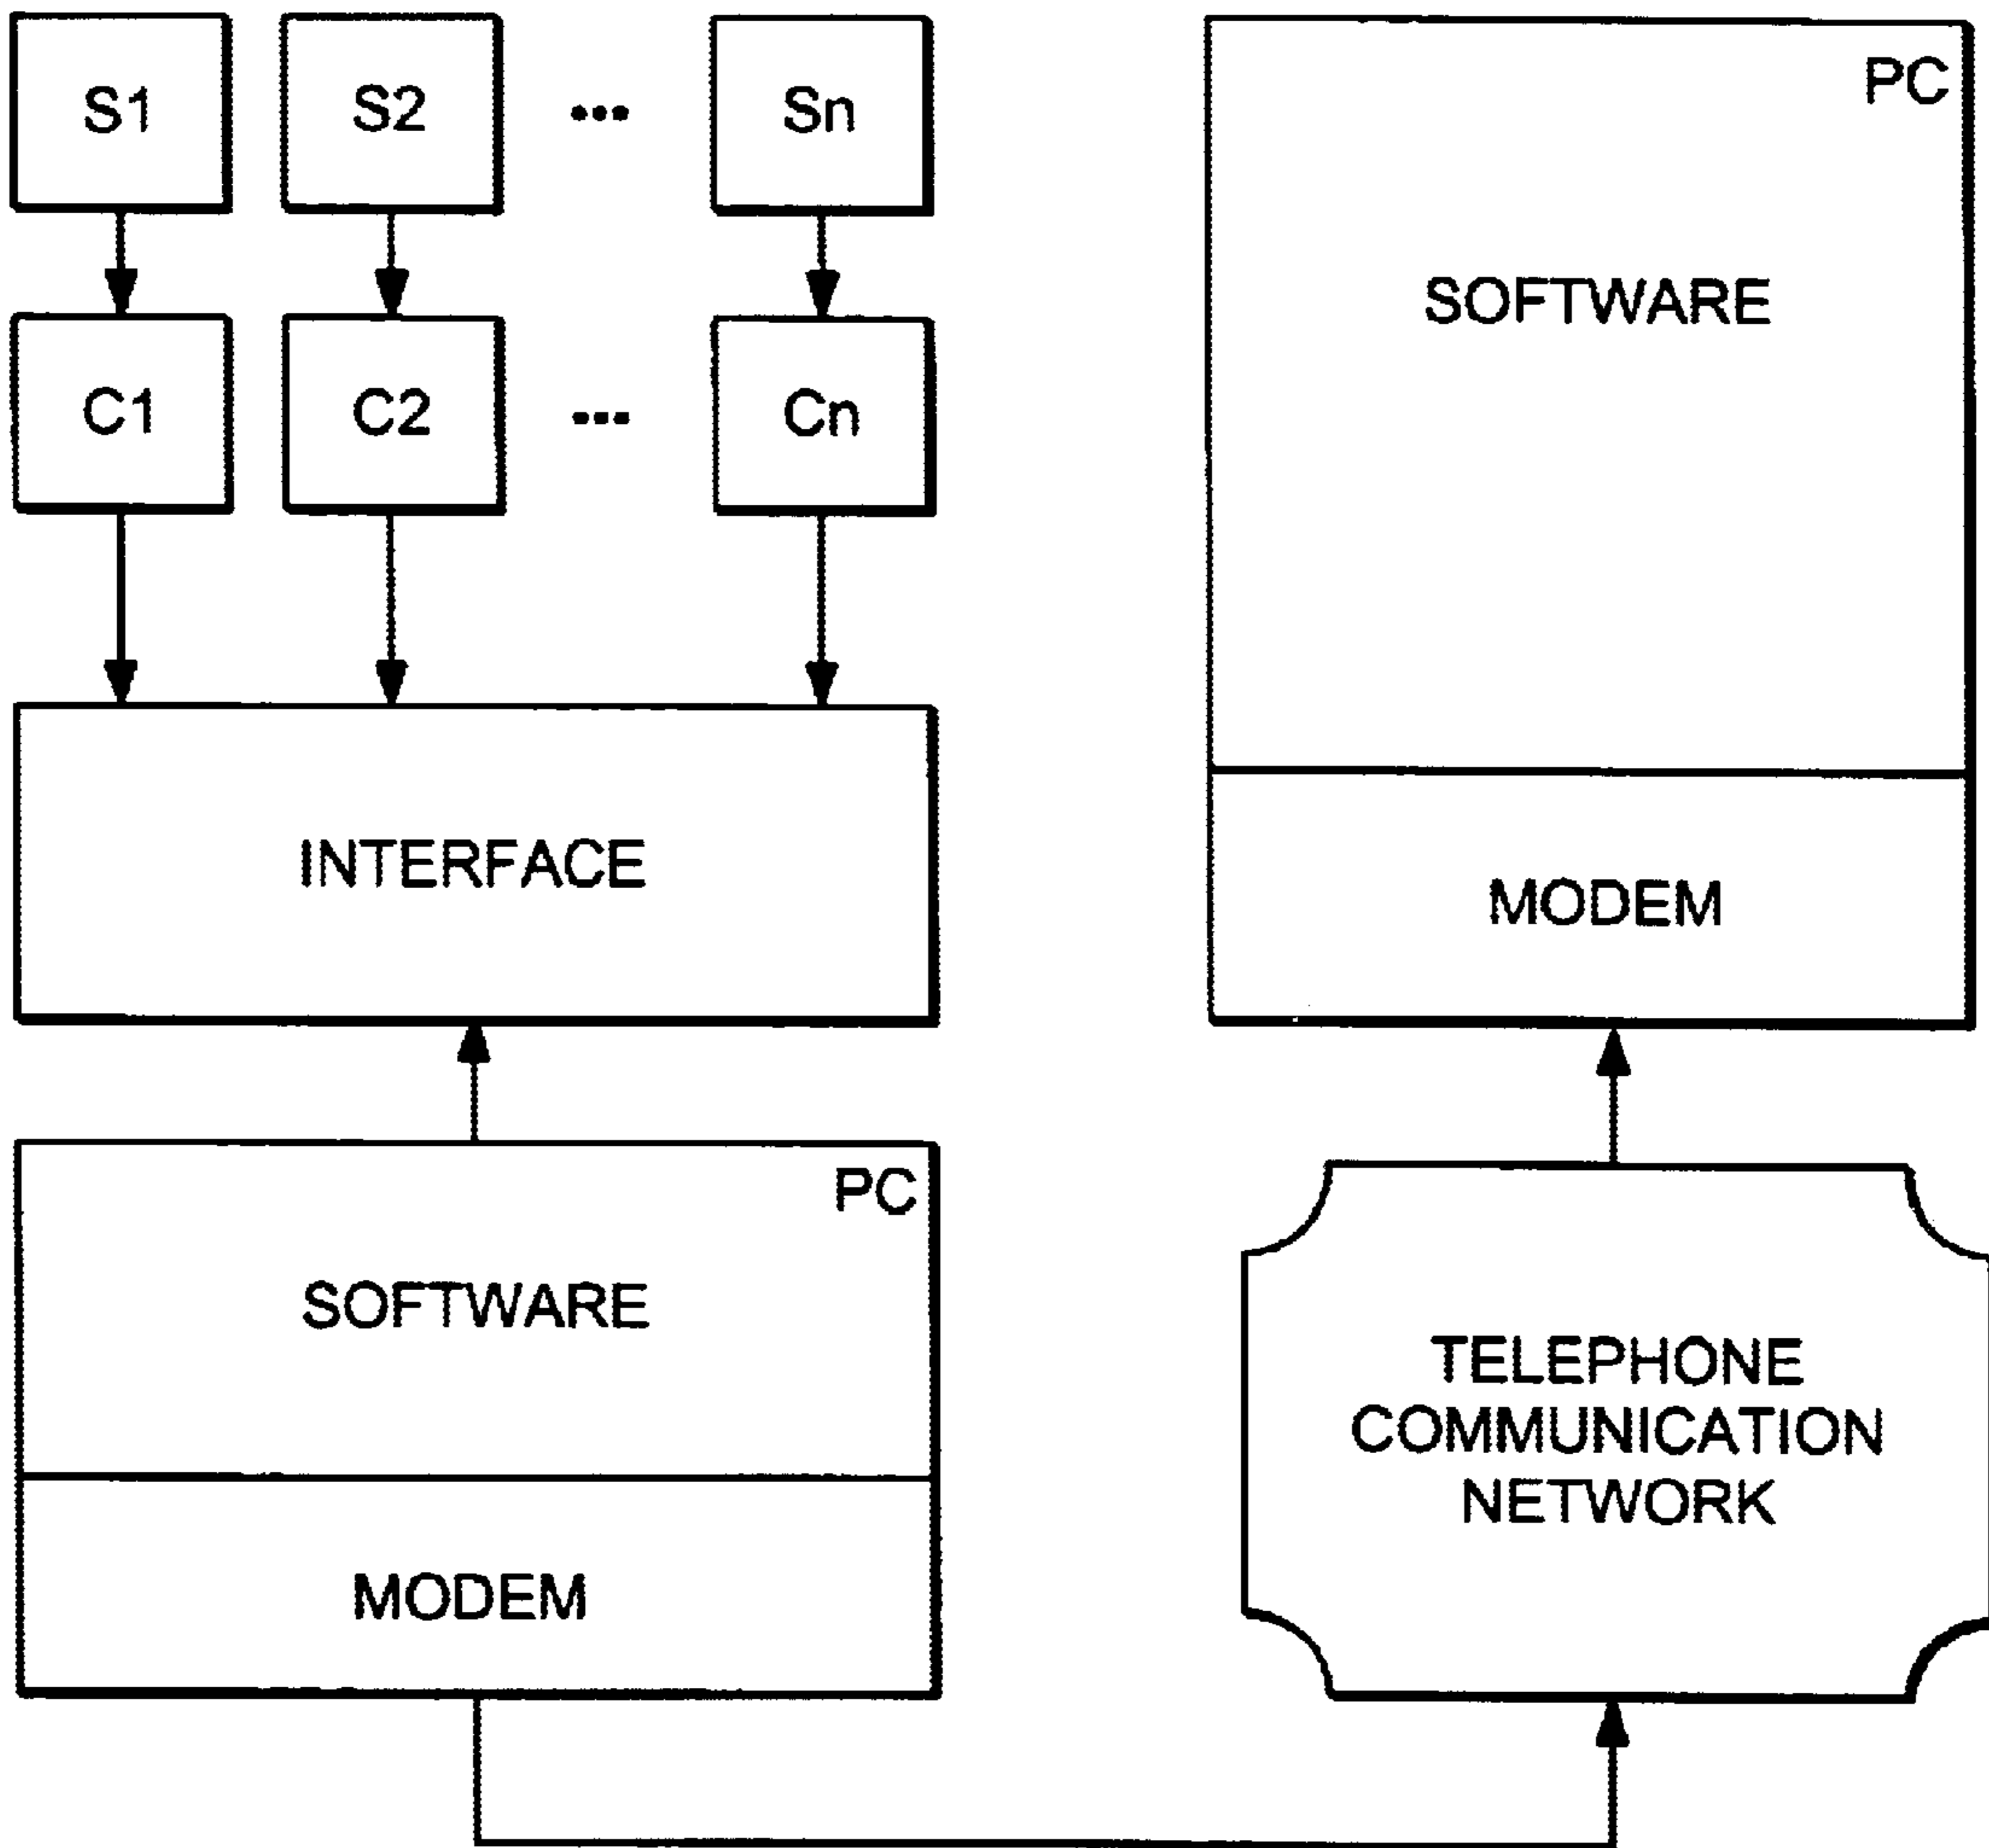 S1 S2 ... Sn
C1 C2 ... Cn
INTERFACE
PC
SOFTWARE
MODEM
PC
SOFTWARE
MODEM
TELEPHONE
COMMUNICATION
NETWORK